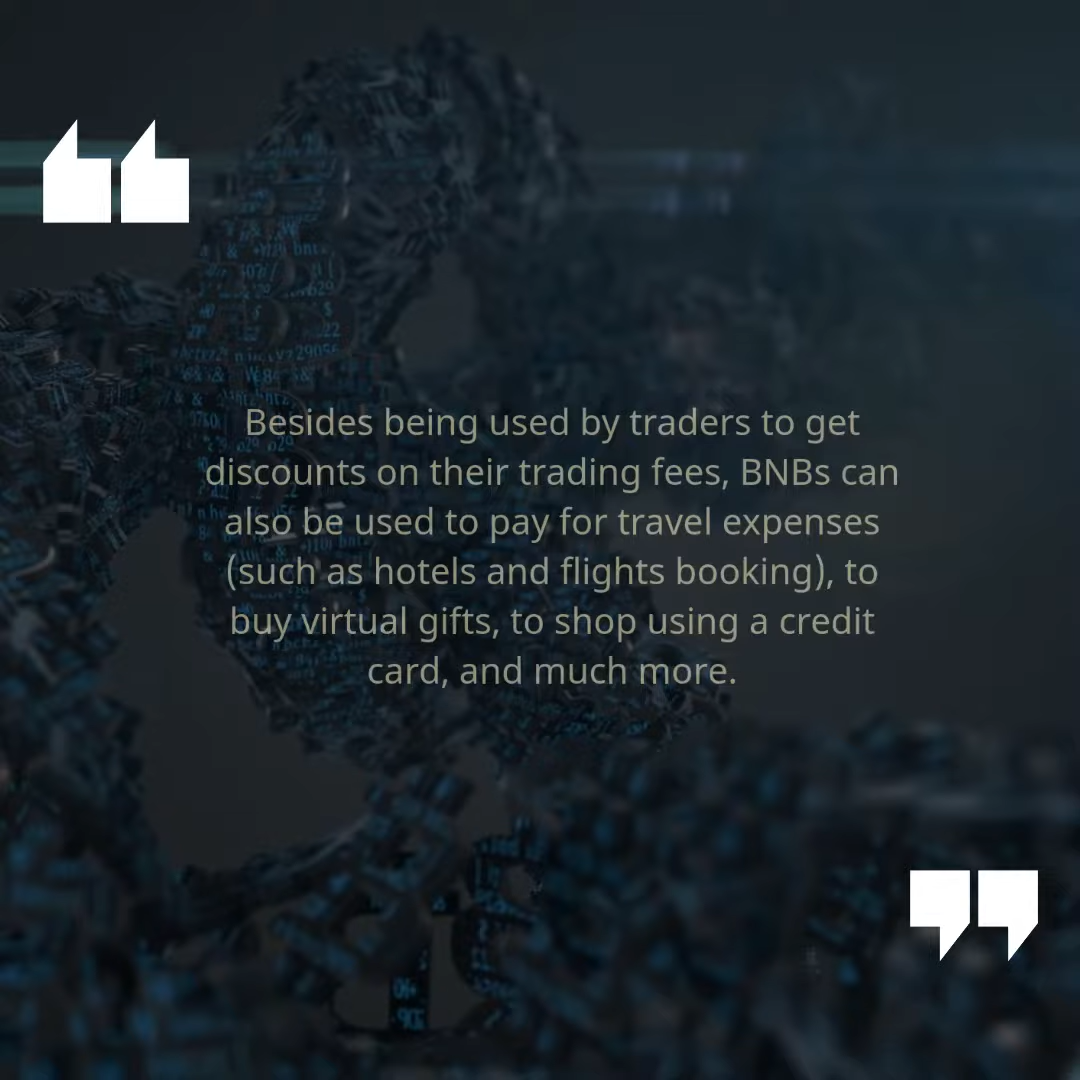 Besides being used by traders to get
discounts on their trading fees, BNBs can
also be used to pay for travel expenses
(such as hotels and flights booking), to
buy virtual gifts, to shop using a credit
card, and much more.